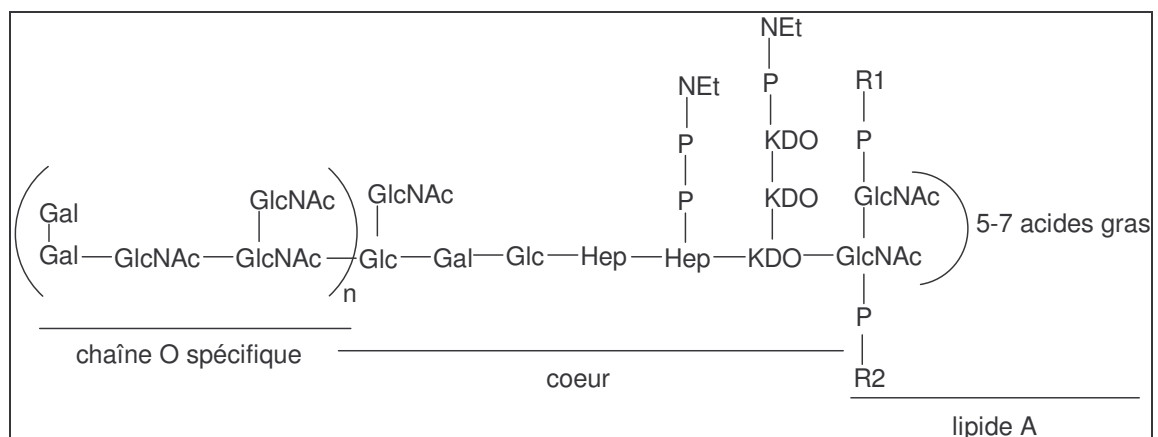 NEt
NEt
P
R1
P
KDO
P
GlcNAc
GlcNAc
P
KDO
GlcNAc
5-7 acides gras
Gal
Gal GlcNAc GlcNAc Glc Gal Glc Hep Hep KDO GlcNAc
n
P
chaîne O spécifique
coeur
R2
lipide A